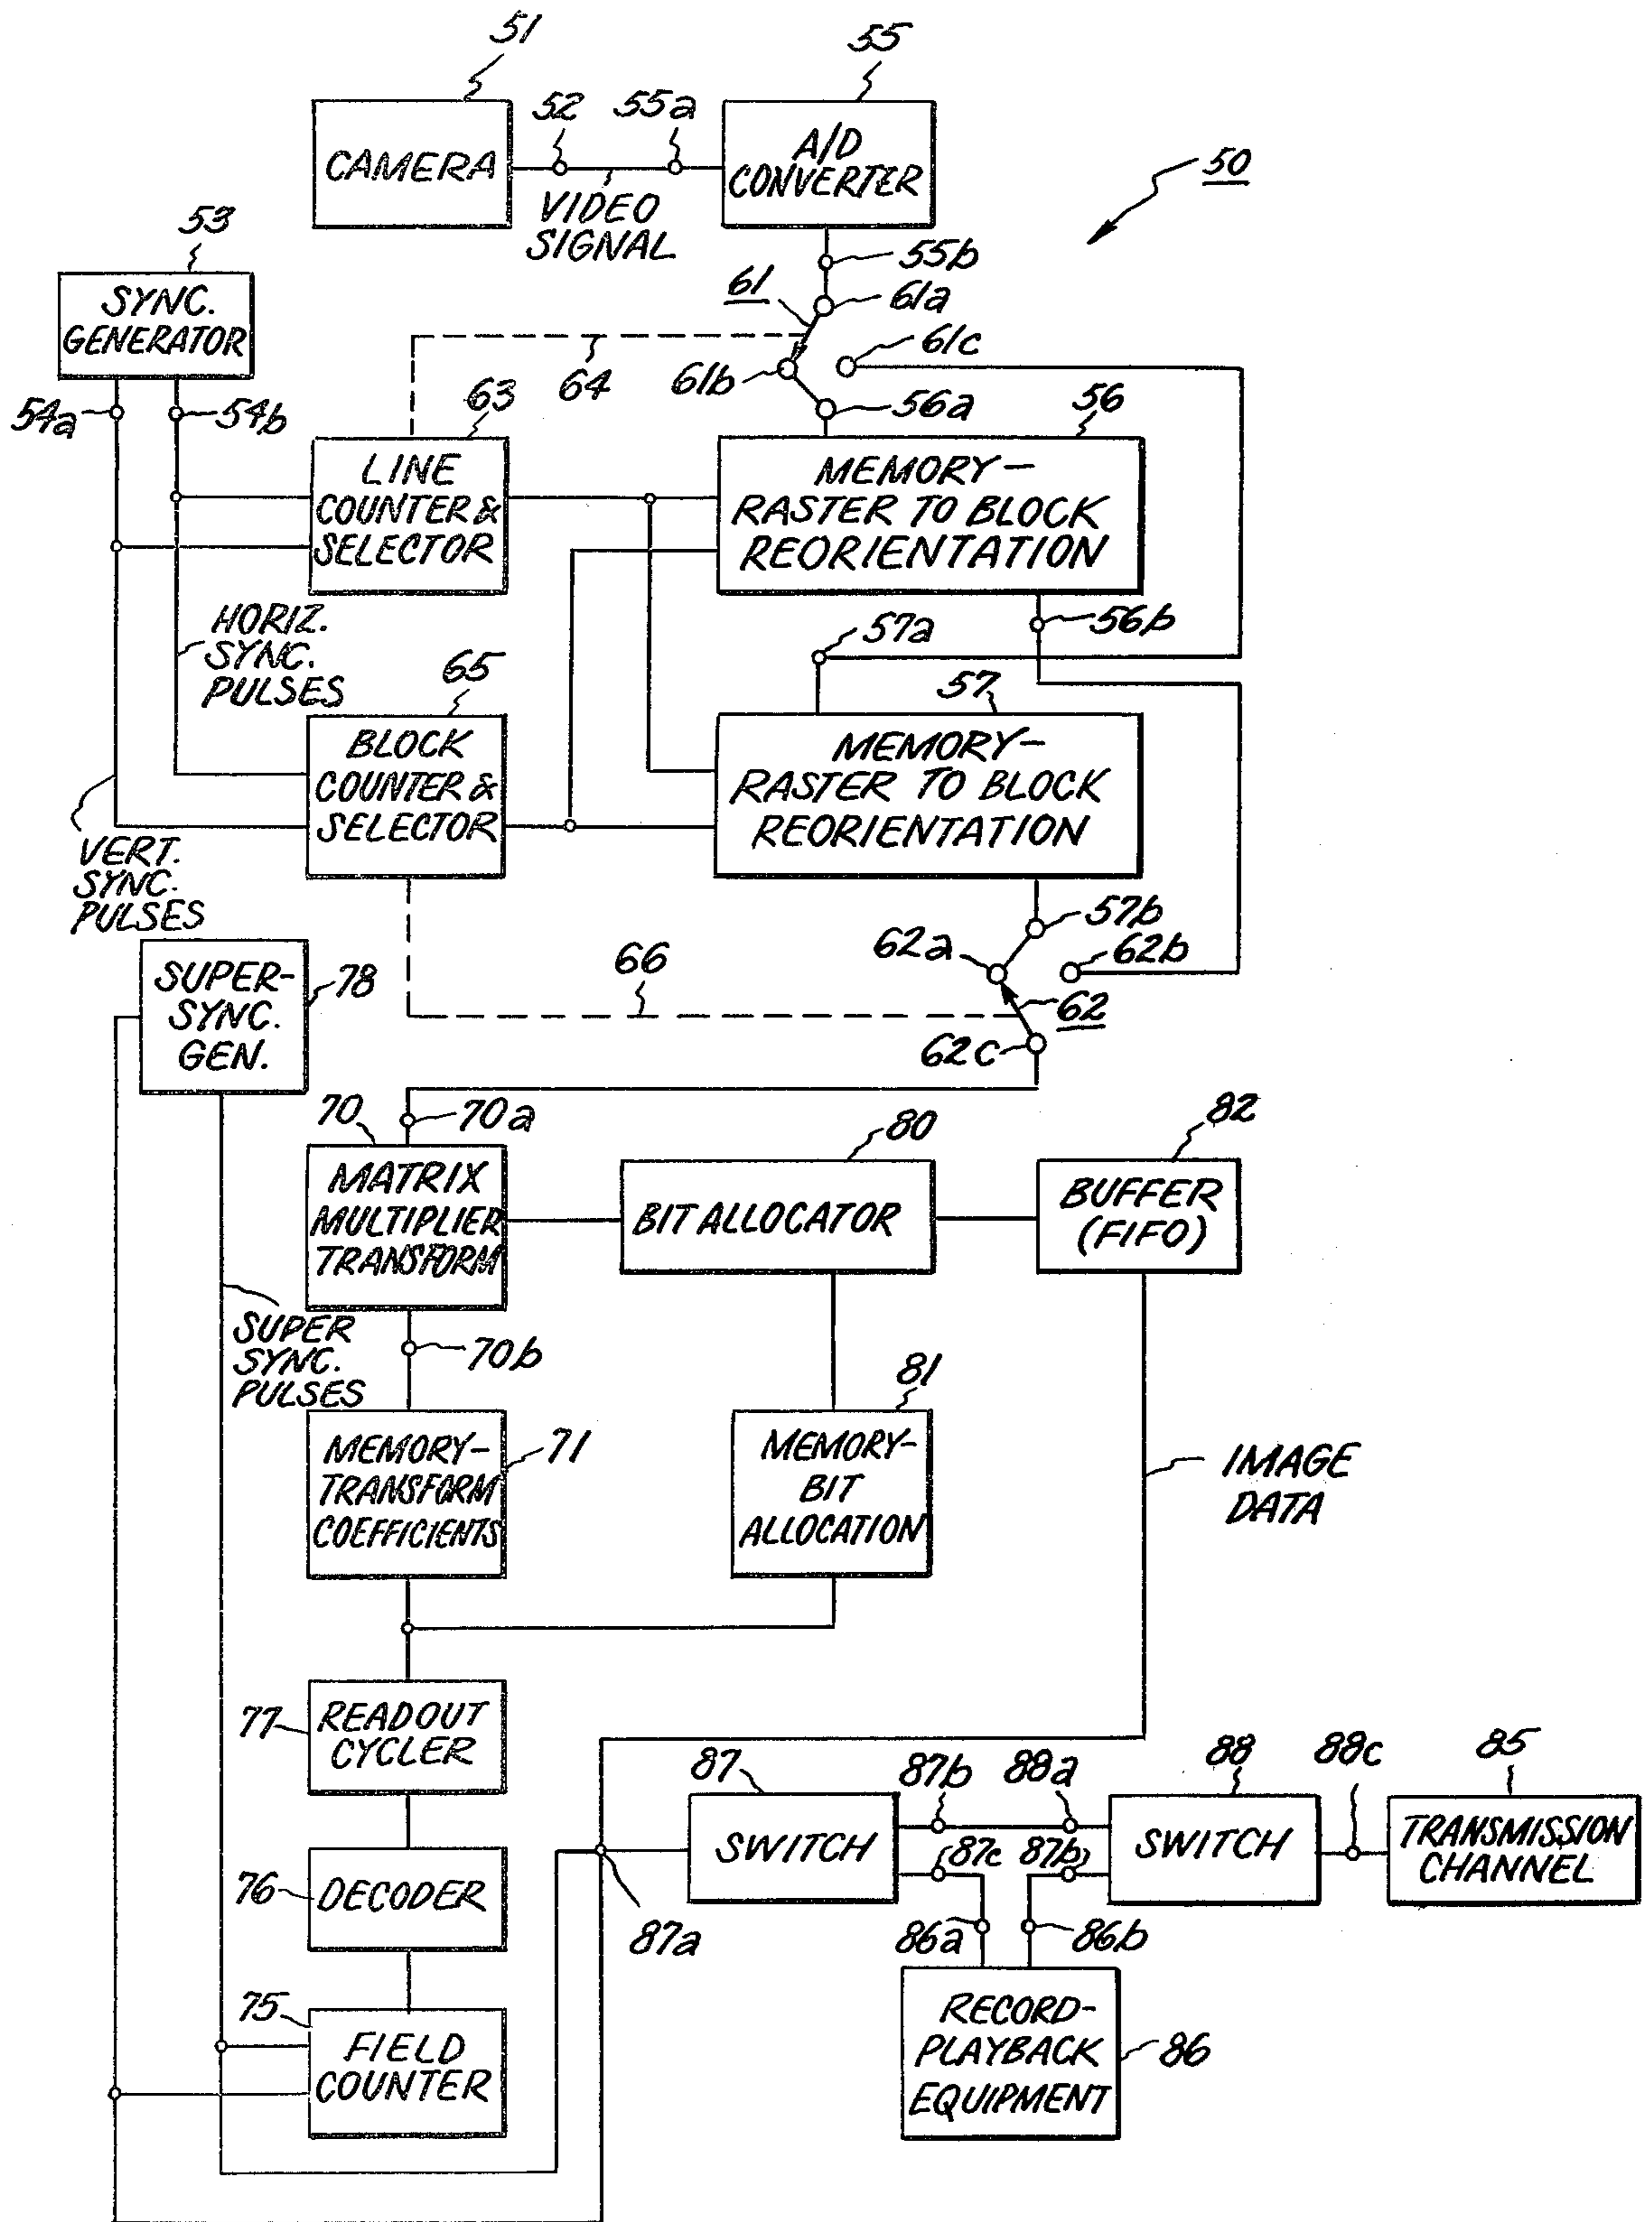 51
55
52
55a
CAMERA
A/D
CONVERTER
VIDEO
SIGNAL
50
53
55b
SYNC.
GENERATOR
61
61a
61c
61b
64
54a
54b
63
56a
56
LINE
COUNTER &
SELECTOR
MEMORY-
RASTER TO BLOCK
REORIENTATION
HORIZ.
SYNC.
PULSES
57a
56b
65
57
BLOCK
COUNTER &
SELECTOR
MEMORY-
RASTER TO BLOCK
REORIENTATION
VERT.
SYNC.
PULSES
57b
62a
62b
66
62
62c
SUPER-
SYNC.
GEN.
78
70
70a
80
82
MATRIX
MULTIPLIER
TRANSFORM
BIT ALLOCATOR
BUFFER
(FIFO)
SUPER
SYNC.
PULSES
70b
81
MEMORY-
TRANSFORM
COEFFICIENTS
71
MEMORY-
BIT
ALLOCATION
IMAGE
DATA
77
READOUT
CYCLER
87
87b
88a
88
88c
85
SWITCH
SWITCH
TRANSMISSION
CHANNEL
87c
87b
76
DECODER
87a
86a
86b
75
FIELD
COUNTER
RECORD-
PLAYBACK
EQUIPMENT
86